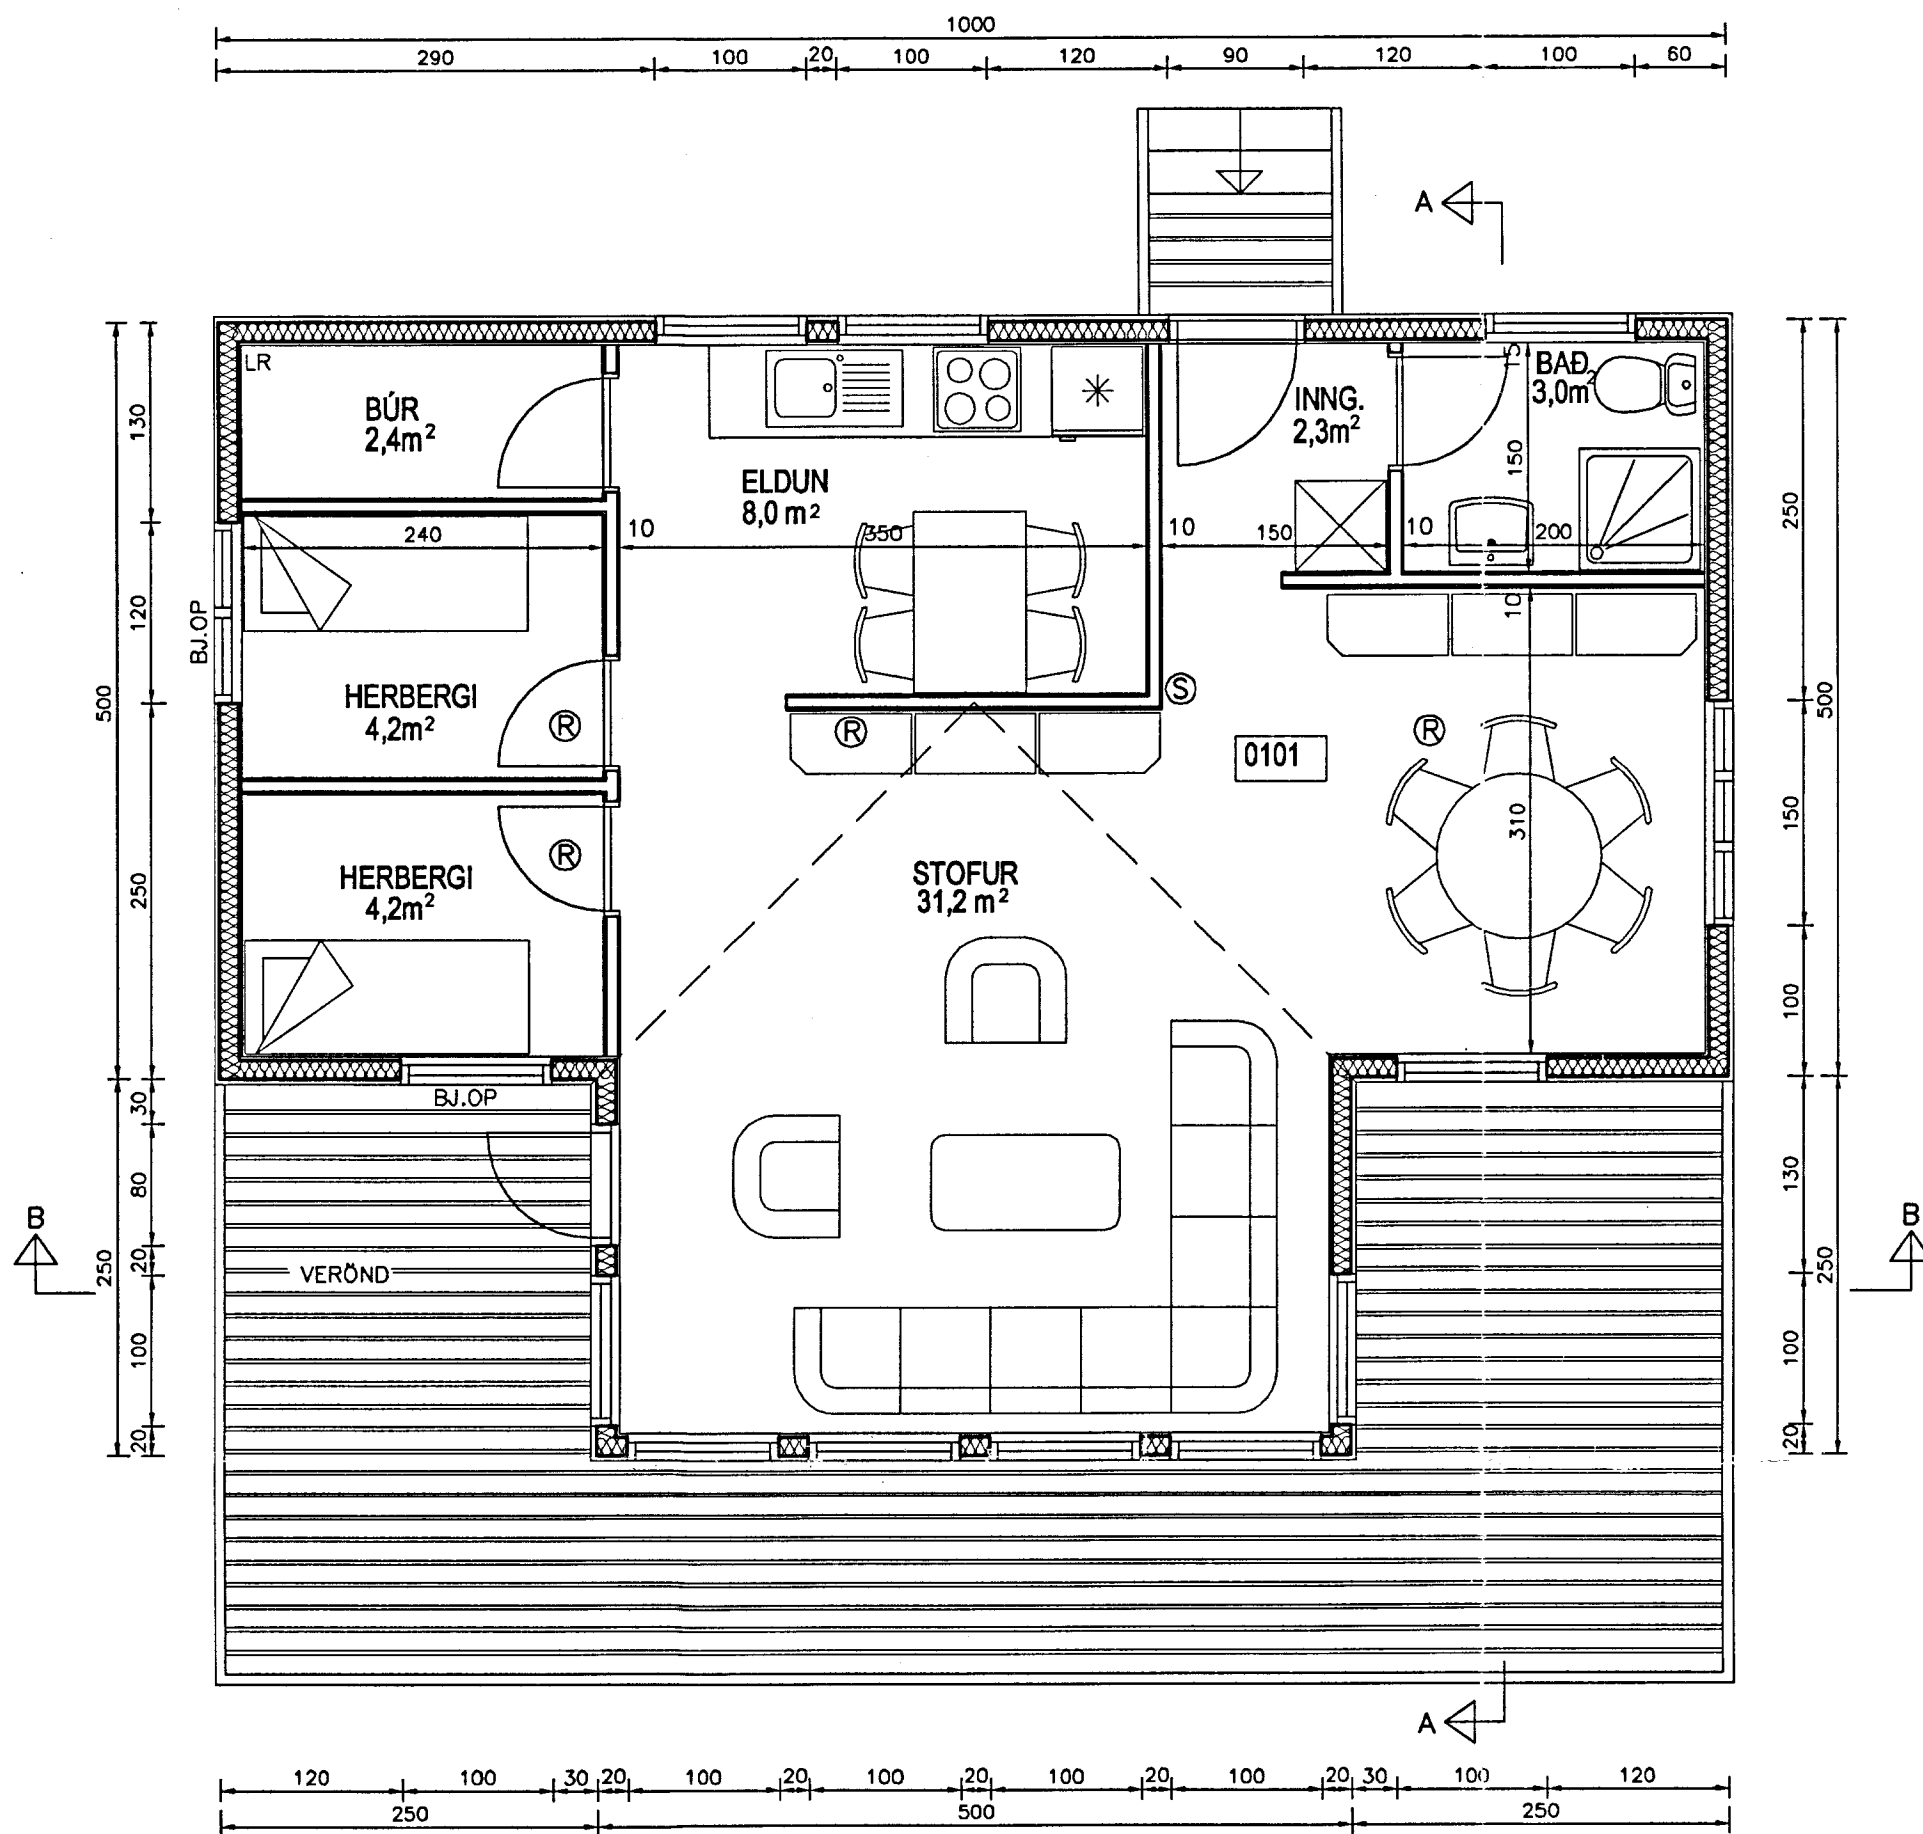 1000
290 100 20 100 120 90 120 100 60
A
LR
BÚR
2,4m²
ELDUN
8,0 m²
INNG.
2,3m²
BAÐ
3,0m²
15
150
240
10
350
10
150
10
200
10
HERBERGI
4,2m²
R
R
S
R
0101
310
HERBERGI
4,2m²
R
STOFUR
31,2 m²
BJ.OP
BJ.OP
VERÖND
130
120
250
500
30
80
20
100
20
250
250
150
100
500
130
100
20
250
B
B
A
120 100 30 20 100 20 100 20 100 20 100 20 30 100 120
250 500 250